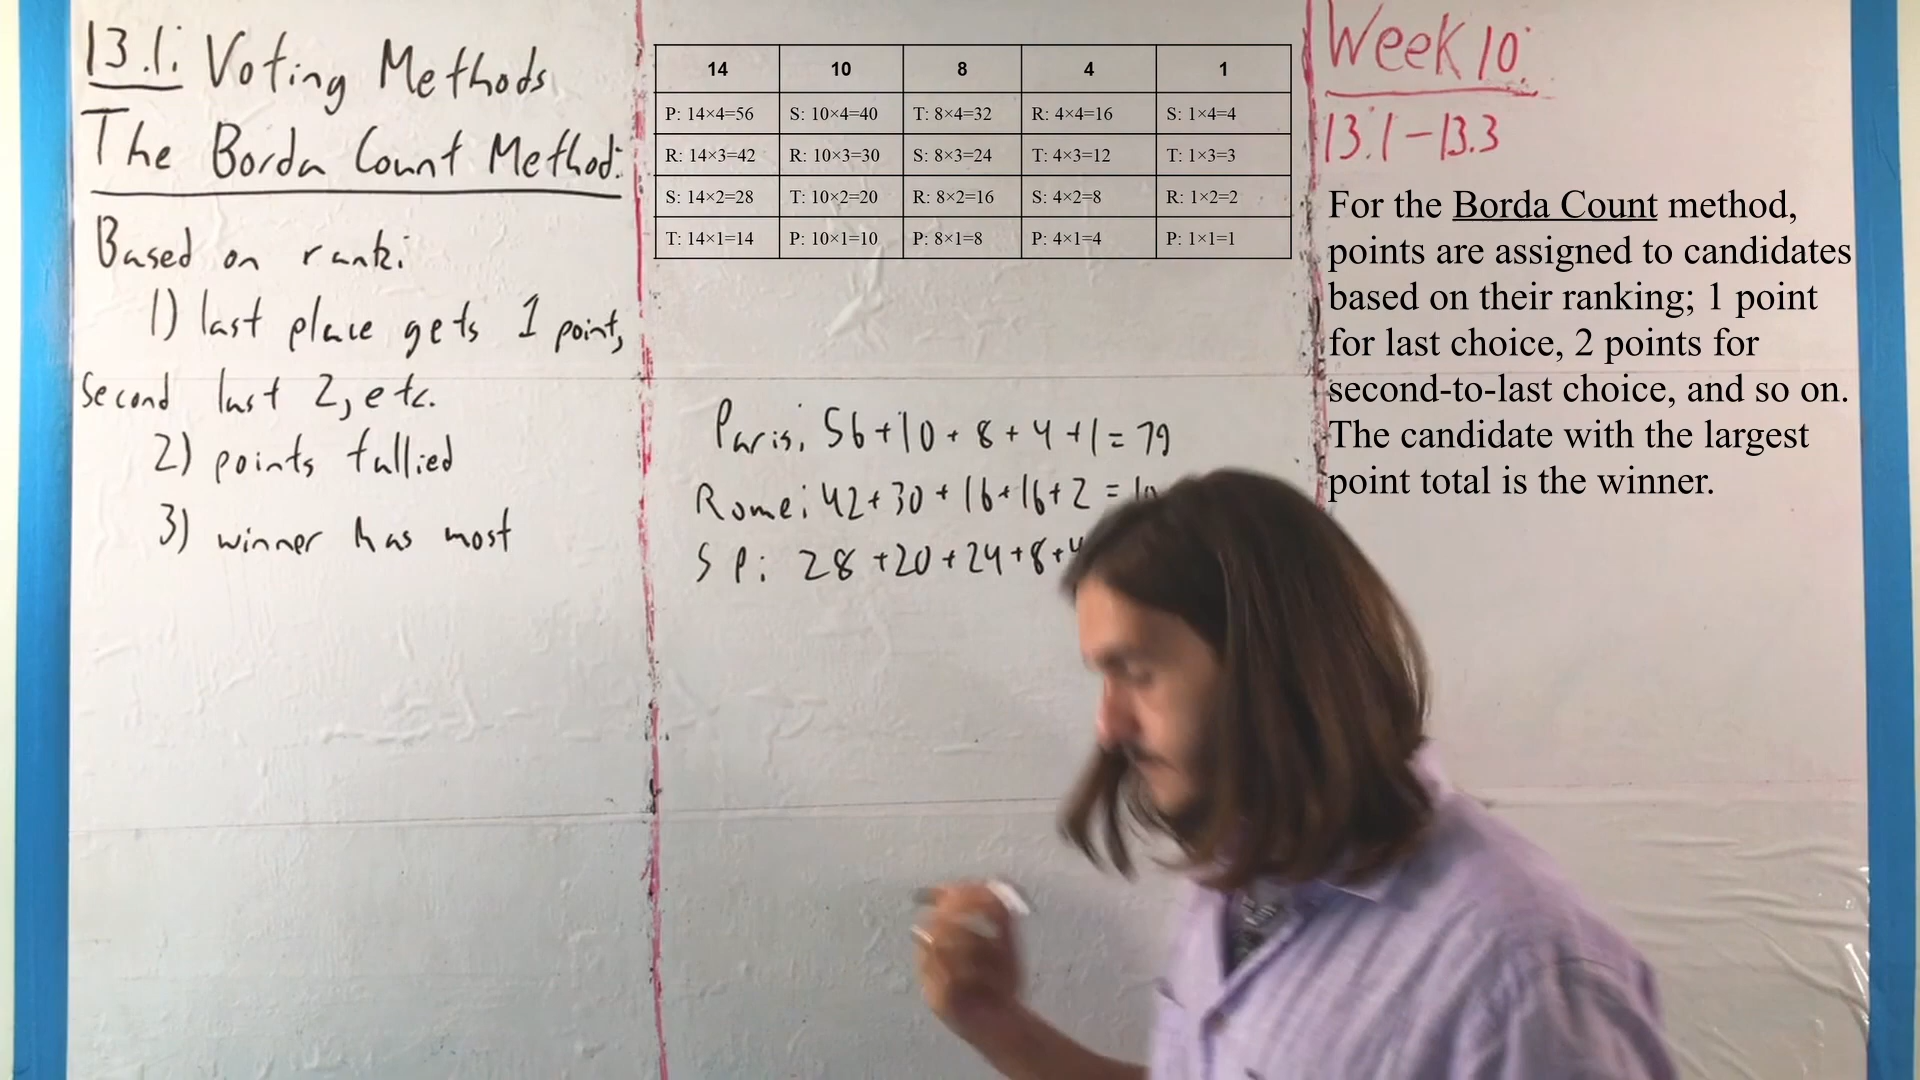 13.1: Voting Methods
The Borda Count Method:
Based on rank:
1) last place gets 1 point,
second last 2, etc.
2) points tallied
3) winner has most
14 10 8 4 1
P: 14×4=56 S: 10×4=40 T: 8×4=32 R: 4×4=16 S: 1×4=4
R: 14×3=42 R: 10×3=30 S: 8×3=24 T: 4×3=12 T: 1×3=3
S: 14×2=28 T: 10×2=20 R: 8×2=16 S: 4×2=8 R: 1×2=2
T: 14×1=14 P: 10×1=10 P: 8×1=8 P: 4×1=4 P: 1×1=1
Paris: 56+10+8+4+1=79
Rome: 42+30+16+16+2=
S P: 28+20+24+8+4
Week 10:
13.1-13.3
For the Borda Count method,
points are assigned to candidates
based on their ranking; 1 point
for last choice, 2 points for
second-to-last choice, and so on.
The candidate with the largest
point total is the winner.